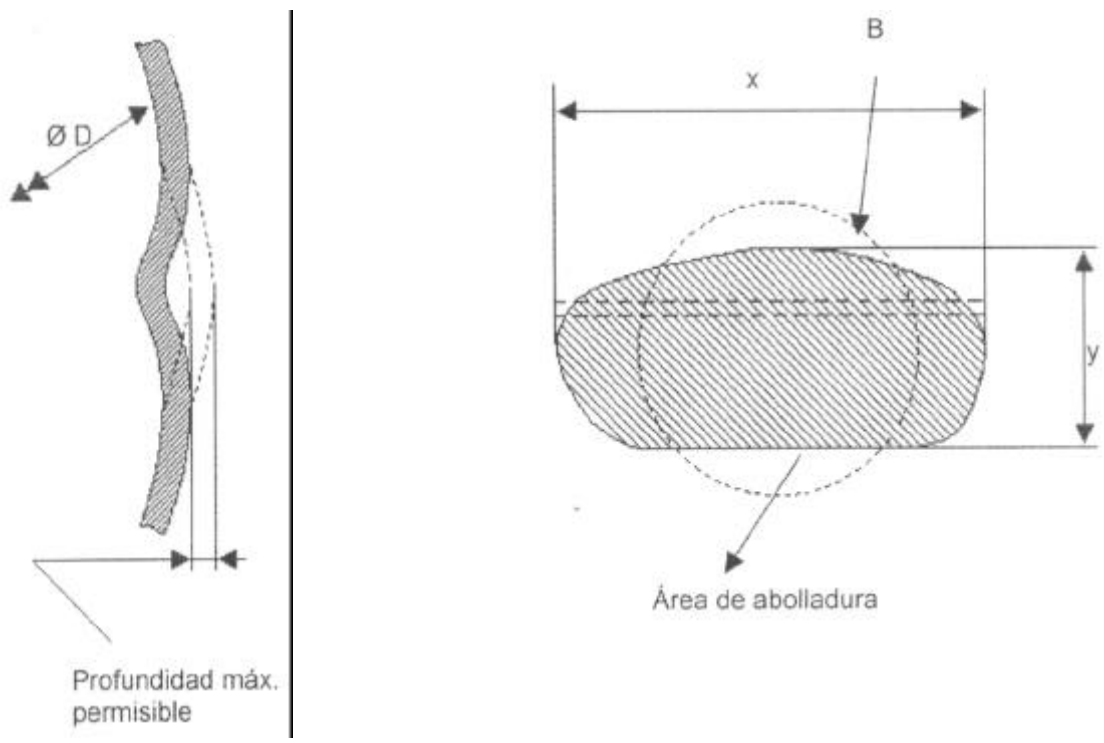 Ø D
Profundidad máx.
permisible
B
x
y
Área de abolladura